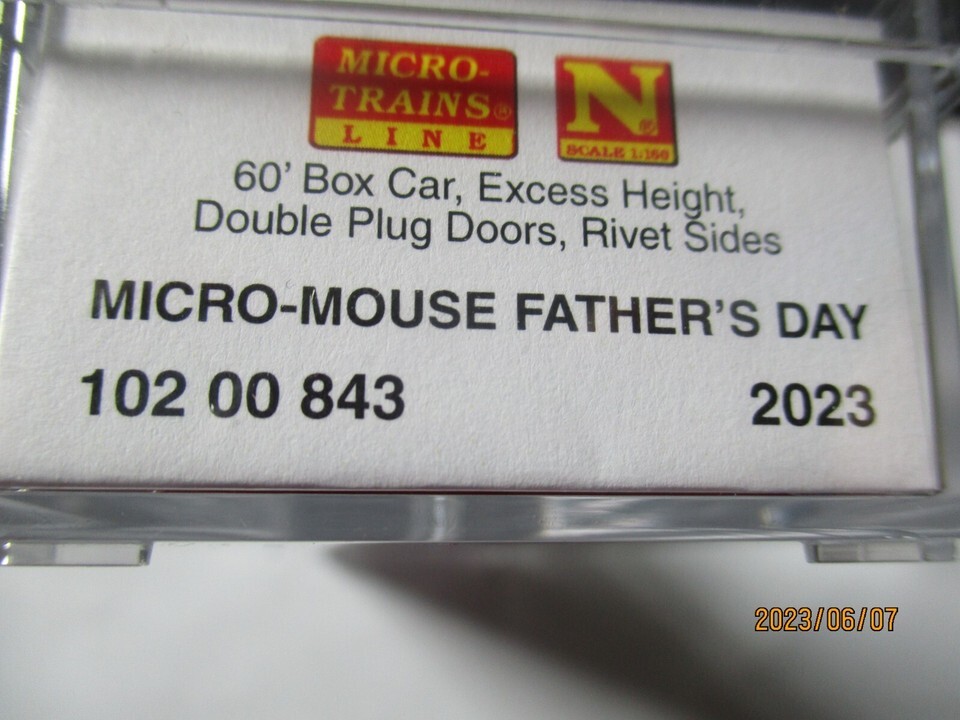 MICRO-
TRAINS®
LINE
N®
SCALE 1:160
60' Box Car, Excess Height,
Double Plug Doors, Rivet Sides
MICRO-MOUSE FATHER'S DAY
102 00 843 2023
2023/06/07